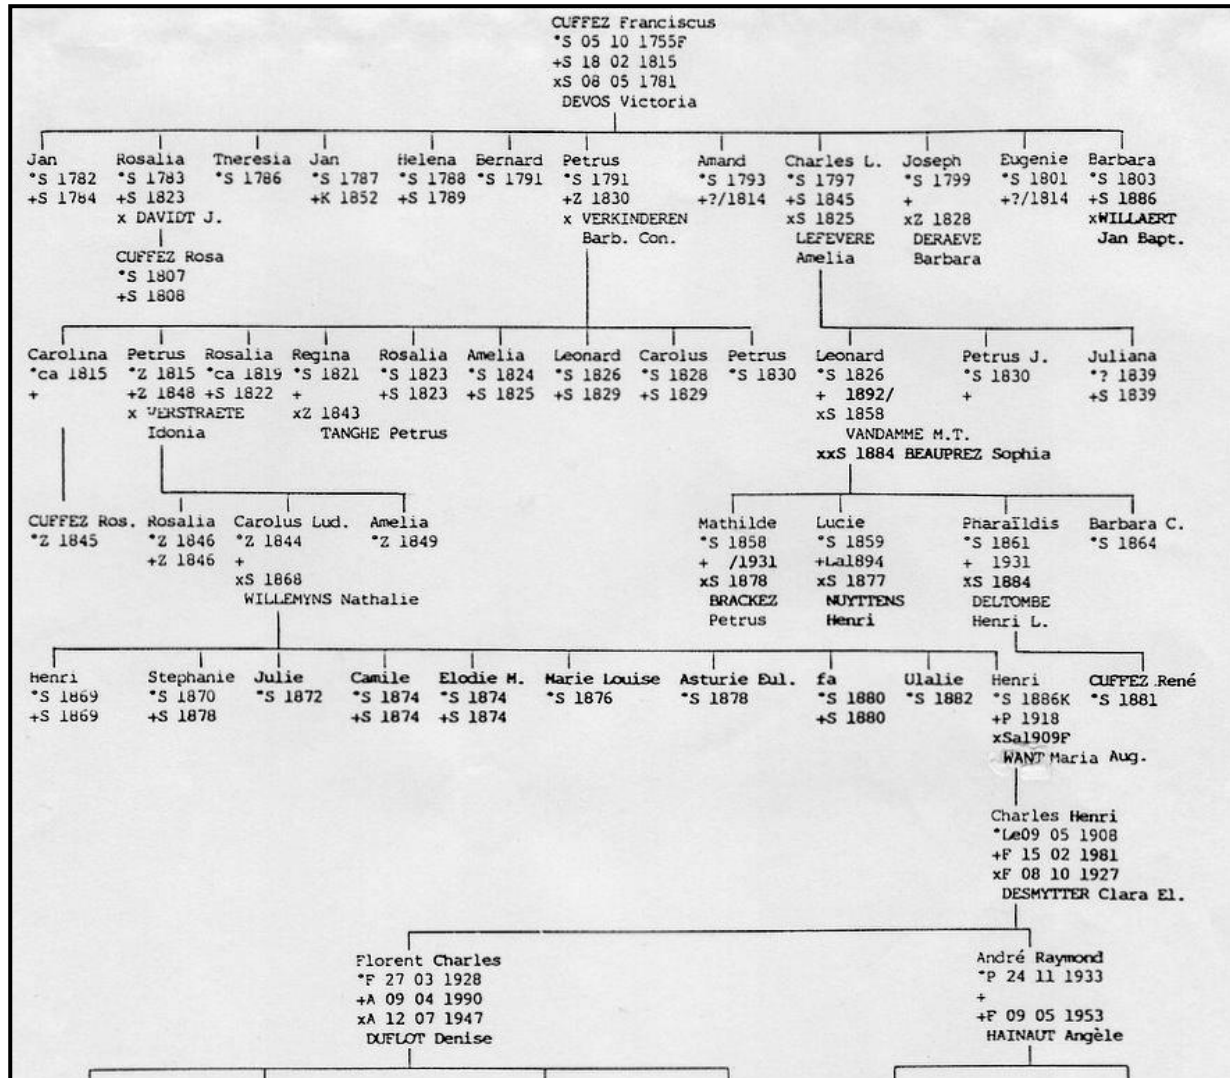 CUFFEZ Franciscus
*S 05 10 1755F
+S 18 02 1815
xS 08 05 1781
DEVOS Victoria
Jan
*S 1782
+S 1784
Rosalia
*S 1783
+S 1823
x DAVIDT J.
CUFFEZ Rosa
*S 1807
+S 1808
Theresia
*S 1786
Jan
*S 1787
+K 1852
Helena
*S 1788
+S 1789
Bernard
*S 1791
Petrus
*S 1791
+Z 1830
x VERKINDEREN
Barb. Con.
Amand
*S 1793
+?/1814
Charles L.
*S 1797
+S 1845
xS 1825
LEFEVERE
Amelia
Joseph
*S 1799
+
xZ 1828
DERAEVE
Barbara
Eugenie
*S 1801
+?/1814
Barbara
*S 1803
+S 1886
xWILLAERT
Jan Bapt.
Carolina
*ca 1815
+
Petrus
*Z 1815
+Z 1848
x VERSTRAETE
Idonia
Rosalia
*ca 1819
+S 1822
Regina
*S 1821
+
xZ 1843
TANGHE Petrus
Rosalia
*S 1823
+S 1823
Amelia
*S 1824
+S 1825
Leonard
*S 1826
+S 1829
Carolus
*S 1828
+S 1829
Petrus
*S 1830
Leonard
*S 1826
+ 1892/
xS 1858
VANDAMME M.T.
xxS 1884 BEAUPREZ Sophia
Petrus J.
*S 1830
+
Juliana
*? 1839
+S 1839
CUFFEZ Ros.
*Z 1845
Rosalia
*Z 1846
+Z 1846
Carolus Lud.
*Z 1844
+
xS 1868
WILLEMYNS Nathalie
Amelia
*Z 1849
Mathilde
*S 1858
+ /1931
xS 1878
BRACKEZ
Petrus
Lucie
*S 1859
+La1894
xS 1877
NUYTTENS
Henri
Pharaïldis
*S 1861
+ 1931
xS 1884
DELTOMBE
Henri L.
Barbara C.
*S 1864
Henri
*S 1869
+S 1869
Stephanie
*S 1870
+S 1878
Julie
*S 1872
Camile
*S 1874
+S 1874
Elodie M.
*S 1874
+S 1874
Marie Louise
*S 1876
Asturie Eul.
*S 1878
fa
*S 1880
+S 1880
Ulalie
*S 1882
Henri
*S 1886K
+P 1918
xSa1909F
WANT Maria Aug.
CUFFEZ René
*S 1881
Charles Henri
*Le09 05 1908
+F 15 02 1981
xF 08 10 1927
DESMYTTER Clara El.
Florent Charles
*F 27 03 1928
+A 09 04 1990
xA 12 07 1947
DUFLOT Denise
André Raymond
*P 24 11 1933
+
+F 09 05 1953
HAINAUT Angèle